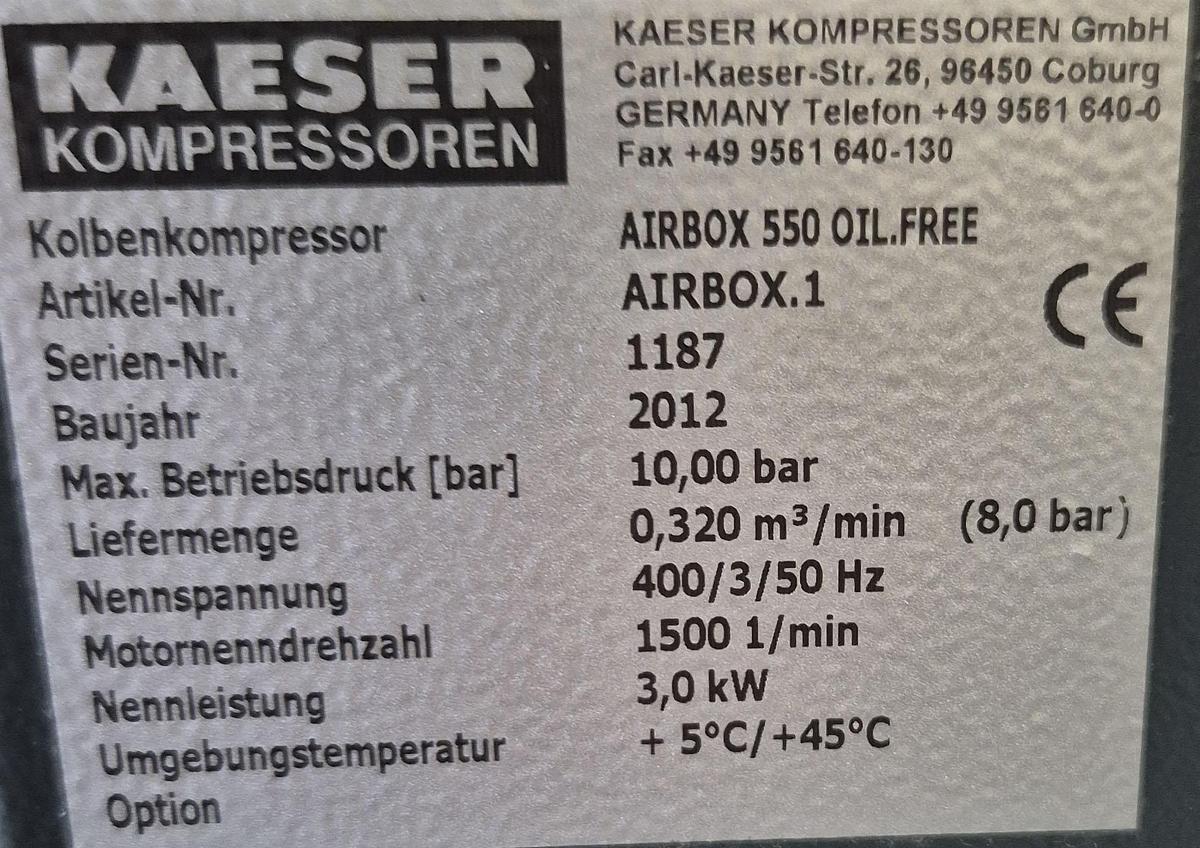 KAESER
KOMPRESSOREN
KAESER KOMPRESSOREN GmbH
Carl-Kaeser-Str. 26, 96450 Coburg
GERMANY Telefon +49 9561 640-0
Fax +49 9561 640-130
Kolbenkompressor AIRBOX 550 OIL.FREE
Artikel-Nr. AIRBOX.1
CE
Serien-Nr. 1187
Baujahr 2012
Max. Betriebsdruck [bar] 10,00 bar
Liefermenge 0,320 m³/min (8,0 bar)
Nennspannung 400/3/50 Hz
Motornenndrehzahl 1500 1/min
Nennleistung 3,0 kW
Umgebungstemperatur + 5°C/+45°C
Option